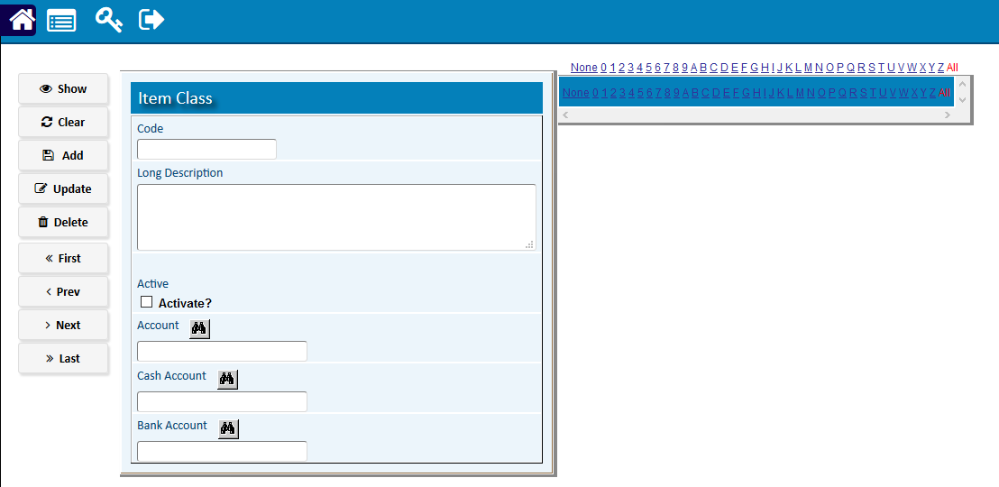 Show
Clear
Add
Update
Delete
First
Prev
Next
Last
Item Class
Code
Long Description
Active
Activate?
Account
Cash Account
Bank Account
None 0 1 2 3 4 5 6 7 8 9 A B C D E F G H I J K L M N O P Q R S T U V W X Y Z All
None 0 1 2 3 4 5 6 7 8 9 A B C D E F G H I J K L M N O P Q R S T U V W X Y Z All